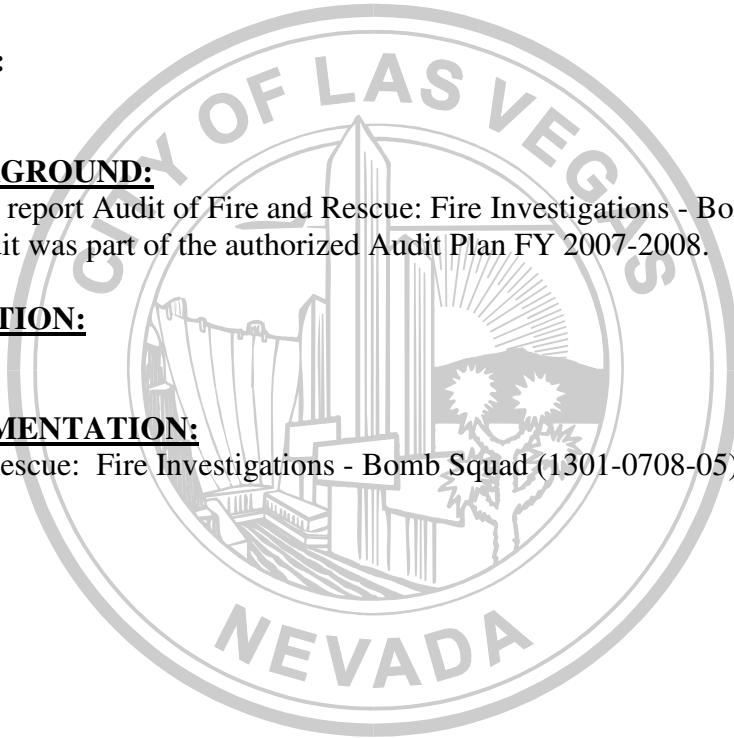 :
GROUND:
report Audit of Fire and Rescue: Fire Investigations - Bo
it was part of the authorized Audit Plan FY 2007-2008.
TION:
MENTATION:
escue:  Fire Investigations - Bomb Squad (1301-0708-05)
CITY OF LAS VEGAS
NEVADA